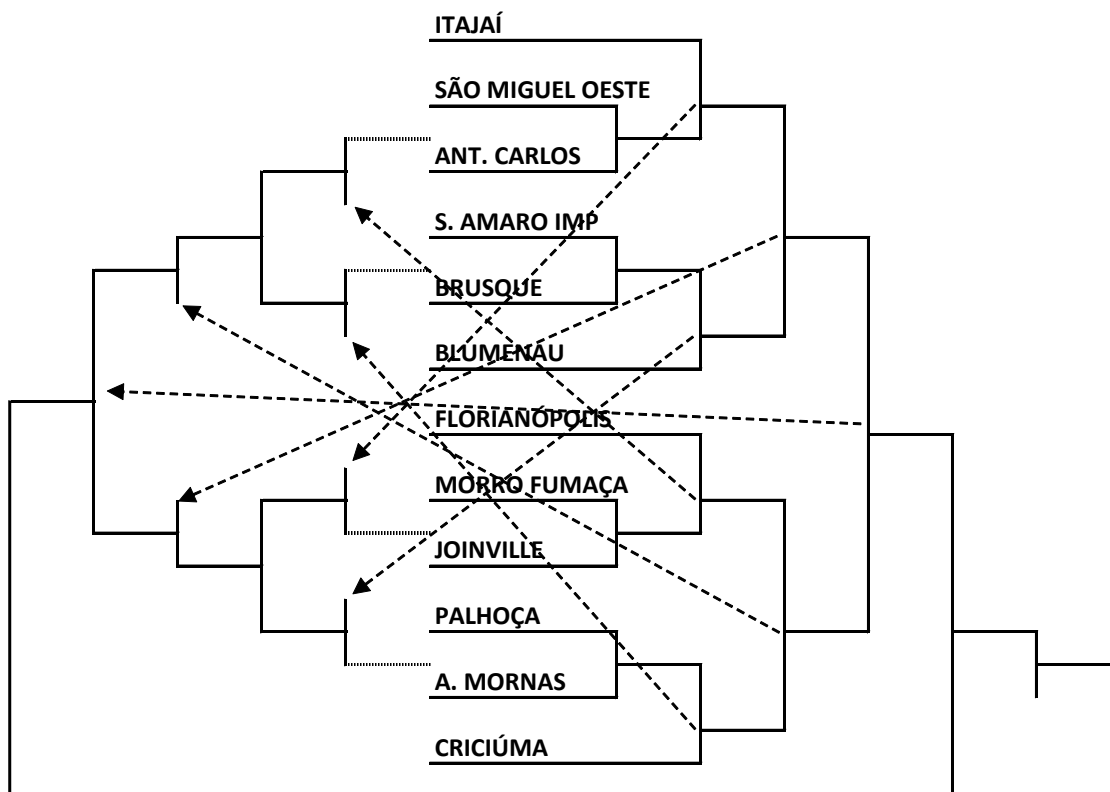 ITAJAÍ
SÃO MIGUEL OESTE
ANT. CARLOS
S. AMARO IMP
BRUSQUE
BLUMENAU
FLORIANÓPOLIS
MORRO FUMAÇA
JOINVILLE
PALHOÇA
A. MORNAS
CRICIÚMA